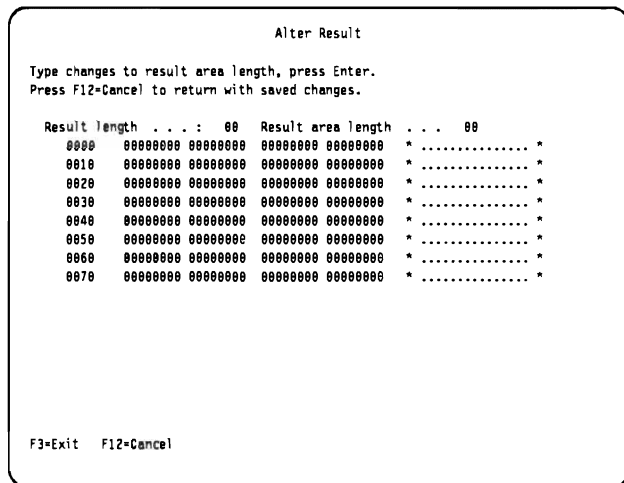 Alter Result
Type changes to result area length, press Enter.
Press F12=Cancel to return with saved changes.
Result length . . . : 00 Result area length . . . 00
0000 00000000 00000000 00000000 00000000 * ............... *
0010 00000000 00000000 00000000 00000000 * ............... *
0020 00000000 00000000 00000000 00000000 * ............... *
0030 00000000 00000000 00000000 00000000 * ............... *
0040 00000000 00000000 00000000 00000000 * ............... *
0050 00000000 00000000 00000000 00000000 * ............... *
0060 00000000 00000000 00000000 00000000 * ............... *
0070 00000000 00000000 00000000 00000000 * ............... *
F3=Exit F12=Cancel